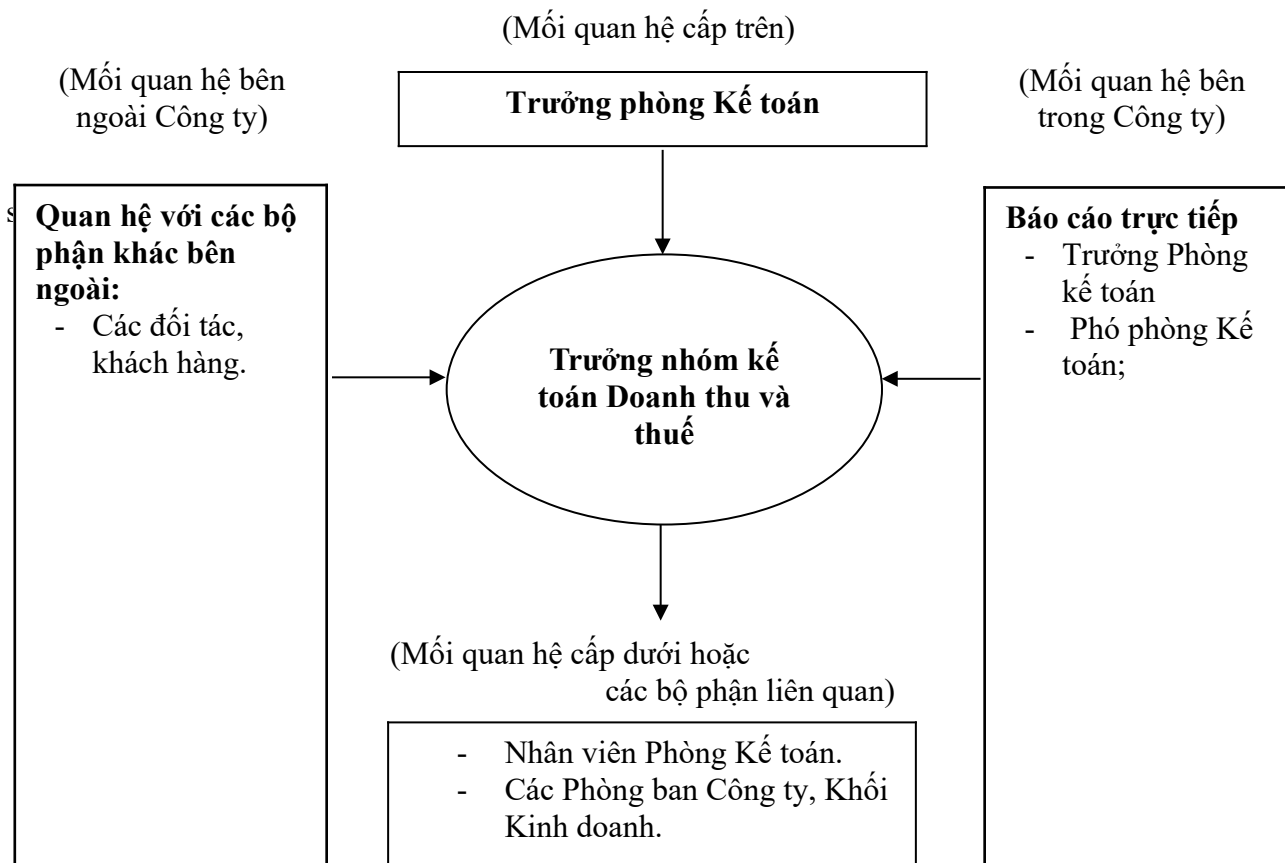 (Mối quan hệ cấp trên)
(Mối quan hệ bên
ngoài Công ty)
Trưởng phòng Kế toán
(Mối quan hệ bên
trong Công ty)
s
Quan hệ với các bộ
phận khác bên
ngoài:
- Các đối tác,
khách hàng.
Trưởng nhóm kế
toán Doanh thu và
thuế
Báo cáo trực tiếp
- Trưởng Phòng
kế toán
- Phó phòng Kế
toán;
(Mối quan hệ cấp dưới hoặc
các bộ phận liên quan)
- Nhân viên Phòng Kế toán.
- Các Phòng ban Công ty, Khối
Kinh doanh.